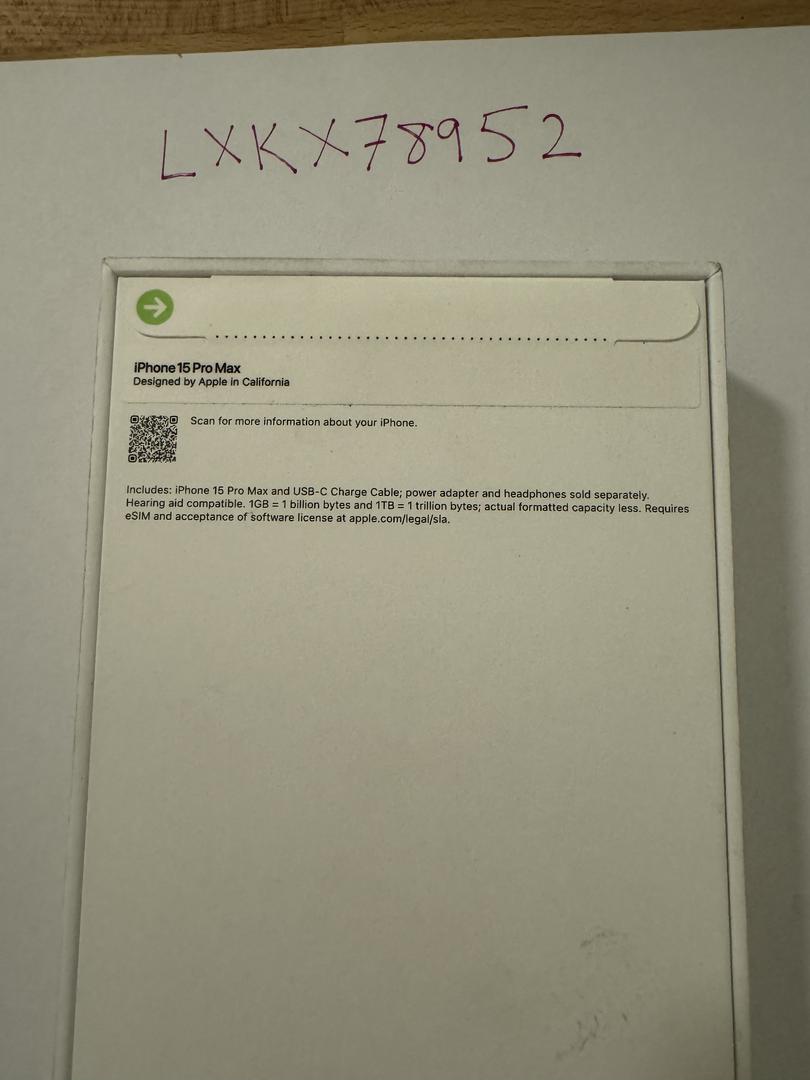 LXKX78952
iPhone 15 Pro Max
Designed by Apple in California
Scan for more information about your iPhone.
Includes: iPhone 15 Pro Max and USB-C Charge Cable; power adapter and headphones sold separately.
Hearing aid compatible. 1GB = 1 billion bytes and 1TB = 1 trillion bytes; actual formatted capacity less. Requires
eSIM and acceptance of software license at apple.com/legal/sla.